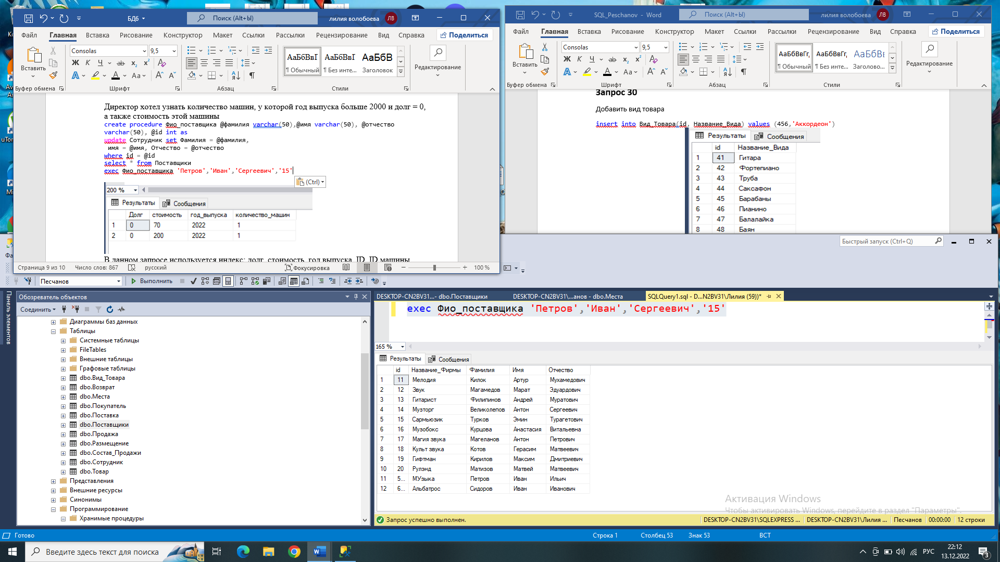 БД6
Поиск (Alt+Ы)
лилия волобоева
ЛВ
Файл Главная Вставка Рисование Конструктор Макет Ссылки Рассылки Рецензирование Вид Справка Поделиться
Вставить
Consolas 9,5
Ж К Ч ab x₂ x²
АаБбВвГ АаБбВвГ АаБбВ
¶ Обычный ¶ Без инте... Заголовок
Редактирование
Буфер обмена Шрифт Абзац Стили
Директор хотел узнать количество машин, у которой год выпуска больше 2000 и долг = 0,
а также стоимость этой машины
create procedure Фио_поставщика @фамилия varchar(50),@имя varchar(50), @отчество
varchar(50), @id int as
update Сотрудник set Фамилия = @фамилия,
имя = @имя, Отчество = @отчество
where id = @id
select * from Поставщики
exec Фио_поставщика 'Петров','Иван','Сергеевич','15'
(Ctrl)
200 %
Результаты Сообщения
Долг стоимость год_выпуска количество_машин
1 0 70 2022 1
2 0 200 2022 1
В данном запросе используется индекс: долг, стоимость, год выпуска, ID, ID машины
Страница 9 из 10 Число слов: 867 русский Фокусировка 100 %
SQL_Peschanov - Word
Поиск (Alt+Ы)
лилия волобоева
ЛВ
Файл Главная Вставка Рисование Конструктор Макет Ссылки Рассылки Рецензирование Вид Справка Поделиться
Вставить
Consolas 9,5
Ж К Ч ab x₂ x²
АаБбВвГг, АаБбВвГг, АаБбВв
¶ Обычный ¶ Без инте... Заголово...
Редактирование
Буфер обмена Шрифт Абзац Стили
Запрос 30
Добавить вид товара
insert into Вид_Товара(id, Название_Вида) values (456,'Аккордеон')
Результаты Сообщения
id Название_Вида
1 41 Гитара
2 42 Фортепиано
3 43 Труба
4 44 Саксафон
5 45 Барабаны
6 46 Пианино
7 47 Балалайка
8 48 Баян
Быстрый запуск (Ctrl+Q)
Песчанов
Выполнить
Панель элементов
Обозреватель объектов
Соединить
Диаграммы баз данных
Таблицы
Системные таблицы
FileTables
Внешние таблицы
Графовые таблицы
dbo.Вид_Товара
dbo.Возврат
dbo.Места
dbo.Покупатель
dbo.Поставка
dbo.Поставщики
dbo.Продажа
dbo.Размещение
dbo.Состав_Продажи
dbo.Сотрудник
dbo.Товар
Представления
Внешние ресурсы
Синонимы
Программирование
Хранимые процедуры
DESKTOP-CN2BV31...- dbo.Поставщики DESKTOP-CN2BV31\...анов - dbo.Места SQLQuery1.sql - D...N2BV31\Лилия (59))*
exec Фио_поставщика 'Петров','Иван','Сергеевич','15'
165 %
Результаты Сообщения
id Название_Фирмы Фамилия Имя Отчество
1 11 Мелодия Килок Артур Мухамедович
2 12 Звук Магамедов Марат Эдуардович
3 13 Гитарист Филипинов Андрей Муратович
4 14 Музторг Великолепов Антон Сергеевич
5 15 Сармьюзик Турков Эмин Турагетович
6 16 Музобокс Курцова Анастасия Витальевна
7 17 Магия звука Магеланов Антон Петрович
8 18 Культ звука Котов Герасим Матвеевич
9 19 Гифтман Кирилов Максим Дмитриевич
10 20 Рулэнд Матизов Матвей Матвеевич
11 5... МУзыка Петров Иван Ильич
12 6... Альбатрос Сидоров Иван Иванович
Активация Windows
Чтобы активировать Windows, перейдите в раздел "Параметры".
Запрос успешно выполнен.
DESKTOP-CN2BV31\SQLEXPRESS ... DESKTOP-CN2BV31\Лилия ... Песчанов 00:00:00 12 строки
Готово Строка 1 Столбец 53 Знак 53 ВСТ
Введите здесь текст для поиска
РУС
22:12
13.12.2022
3